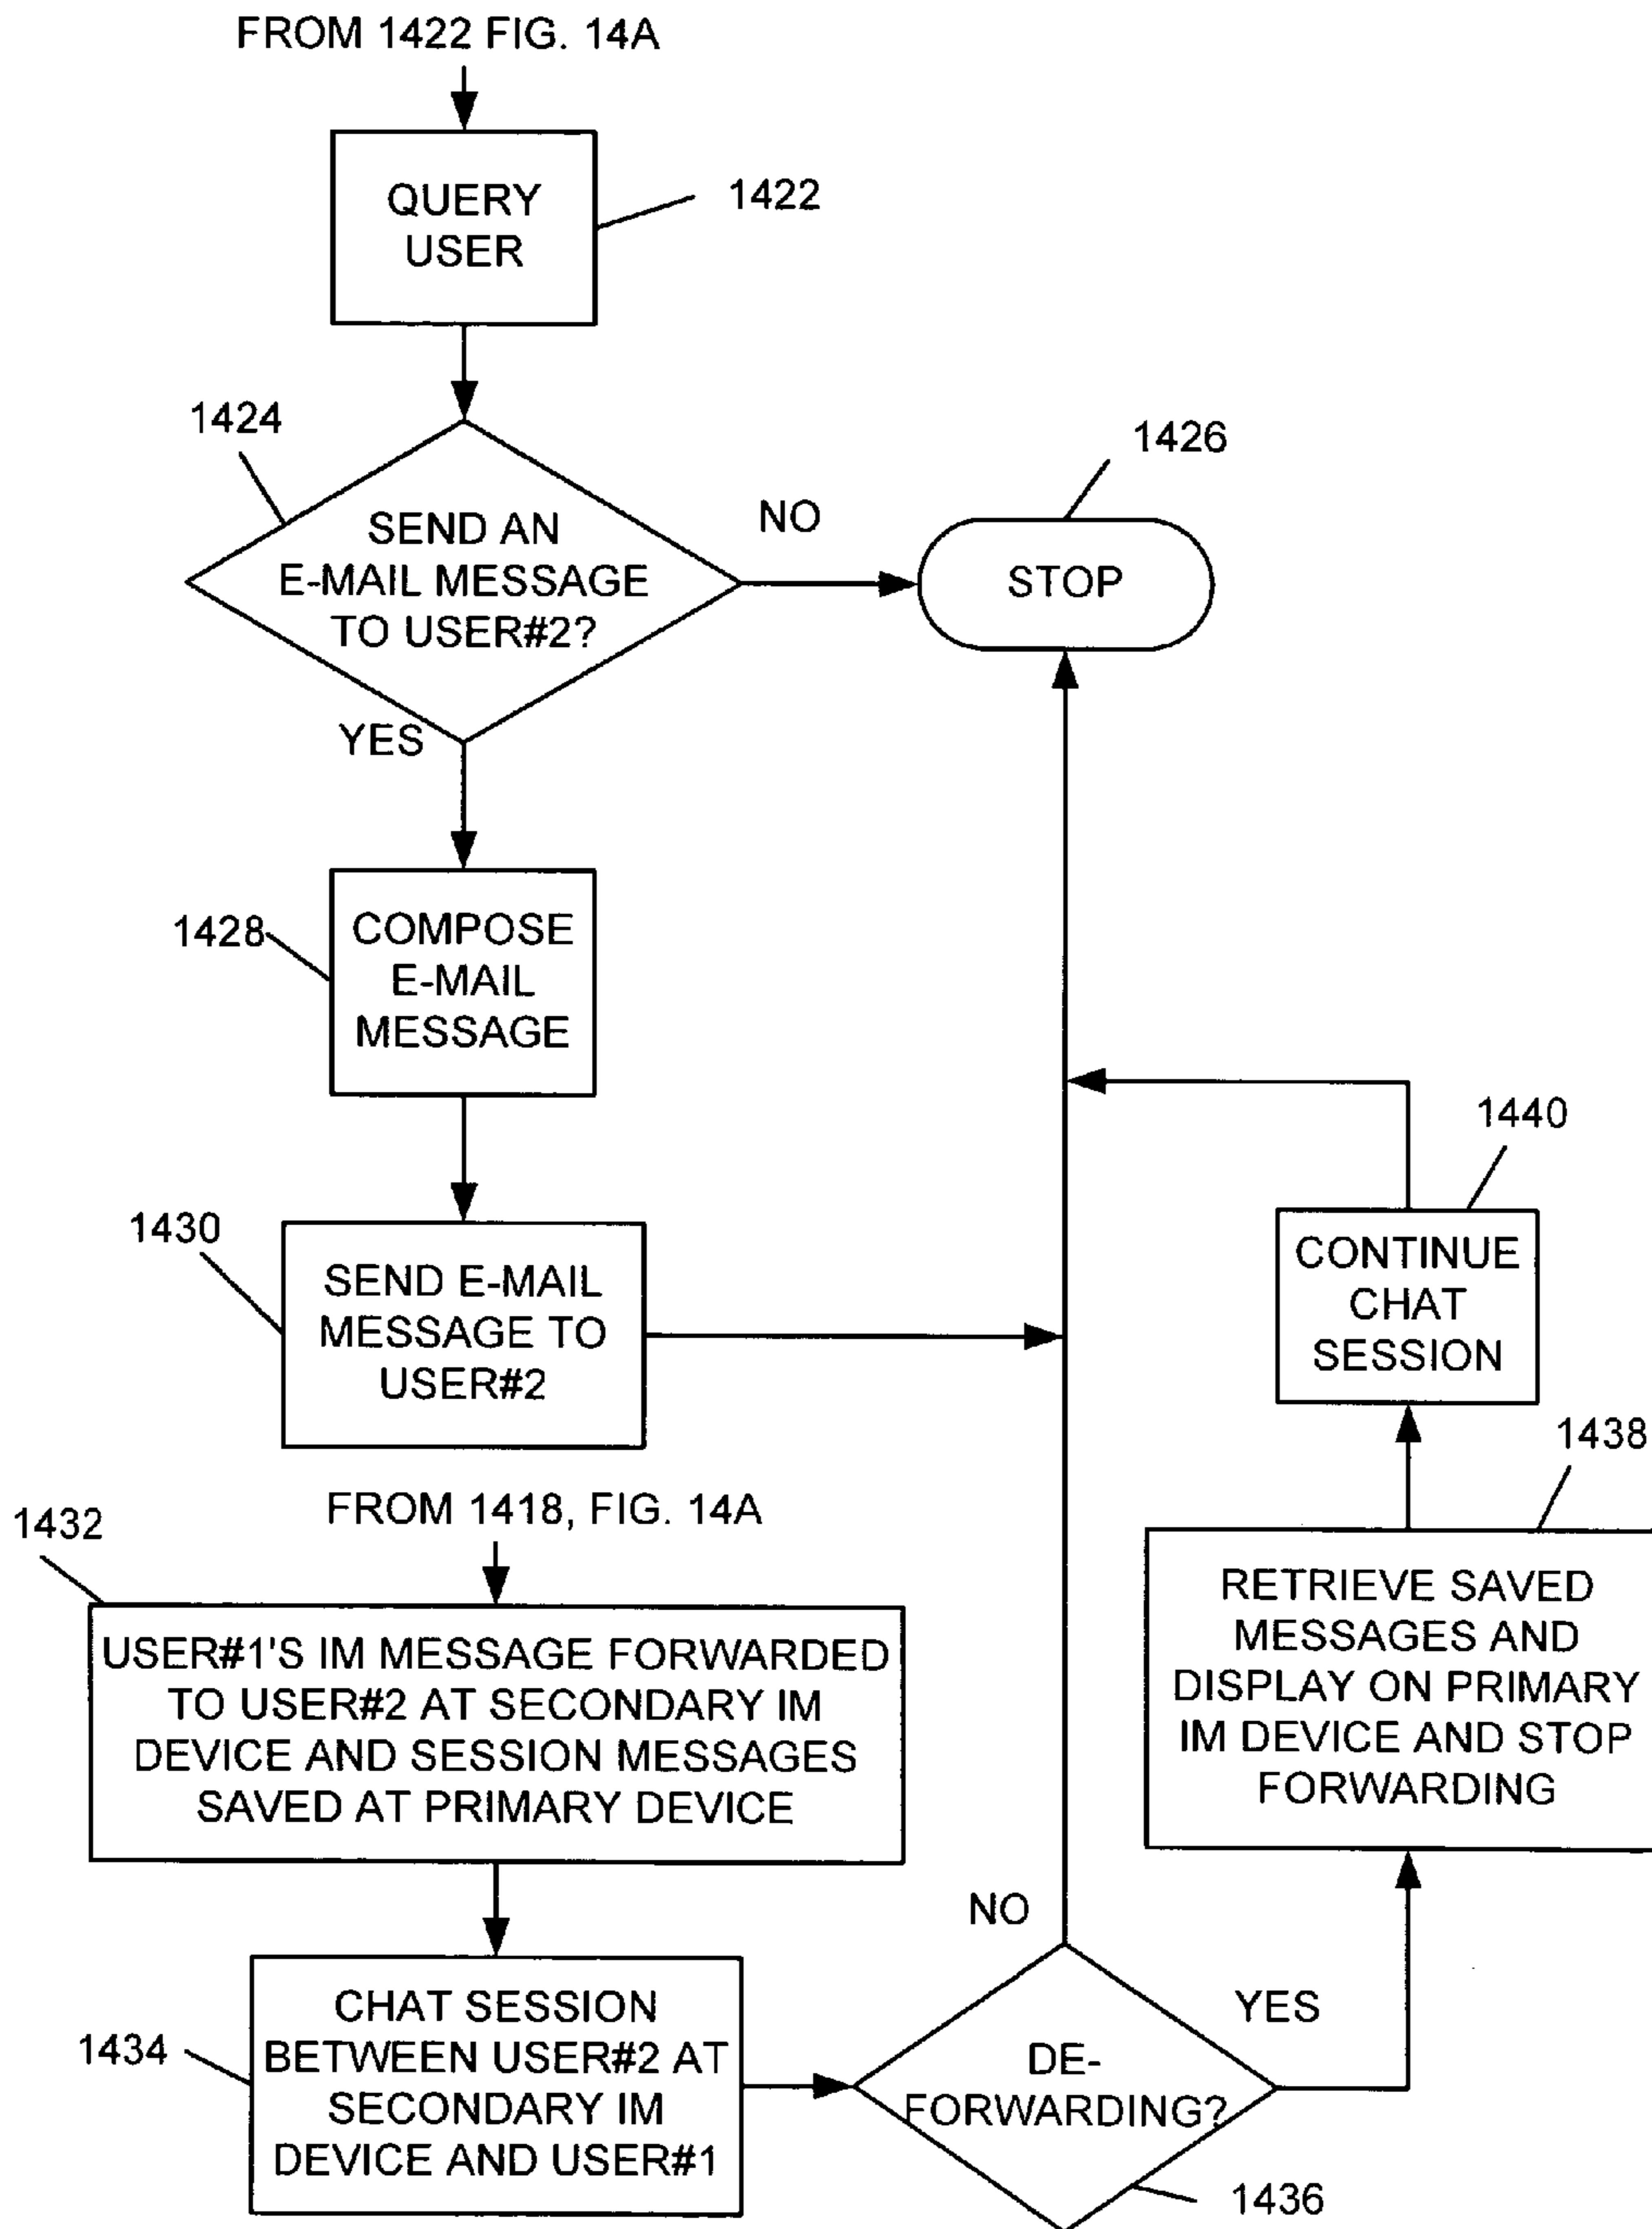 FROM 1422 FIG. 14A
QUERY
USER
1422
1424
SEND AN
E-MAIL MESSAGE
TO USER#2?
NO
1426
STOP
YES
1428
COMPOSE
E-MAIL
MESSAGE
1430
SEND E-MAIL
MESSAGE TO
USER#2
1440
CONTINUE
CHAT
SESSION
1438
RETRIEVE SAVED
MESSAGES AND
DISPLAY ON PRIMARY
IM DEVICE AND STOP
FORWARDING
FROM 1418, FIG. 14A
1432
USER#1'S IM MESSAGE FORWARDED
TO USER#2 AT SECONDARY IM
DEVICE AND SESSION MESSAGES
SAVED AT PRIMARY DEVICE
1434
CHAT SESSION
BETWEEN USER#2 AT
SECONDARY IM
DEVICE AND USER#1
NO
YES
DE-
FORWARDING?
1436